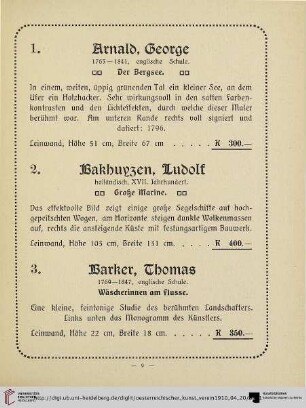 1. Arnald, George
1763—1841, englische Schule.
Der Bergsee.
In einem, weiten, üppig grünenden Tal ein kleiner See, an dem
Ufer ein Holzhacker. Sehr wirkungsvoll in den satten Farben-
kontrasten und den Lichteffekten, durch welche dieser Maler
berühmt war. Am unteren Rande rechts voll signiert und
datiert: 1796.
Leinwand, Höhe 51 cm, Breite 67 cm . . . . . K 300.—
2. Bakhuyzen, Ludolf
holländisch, XVII. Jahrhundert.
Große Marine.
Das effektvolle Bild zeigt einige große Segelschiffe auf hoch-
gepeitschten Wogen, am Horizonte steigen dunkle Wolkenmassen
auf, rechts die ansteigende Küste mit festungsartigem Bauwerk.
Leinwand, Höhe 103 cm, Breite 131 cm . . . . . K 400.—
3. Barker, Thomas
1769—1847, englische Schule.
Wäscherinnen am Flusse.
Eine kleine, feintonige Studie des berühmten Landschafters.
Links unten das Monogramm des Künstlers.
Leinwand, Höhe 22 cm, Breite 18 cm . . . . . K 350.—
— 9 —